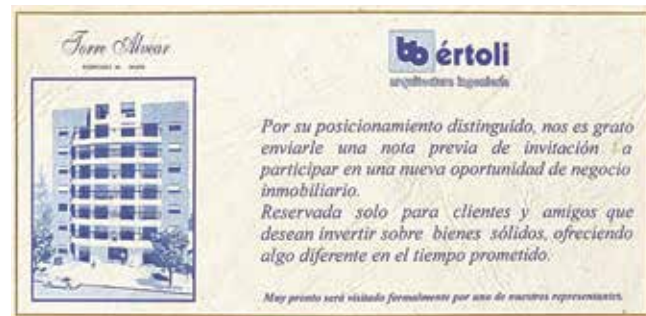 Torre Alvear
bértoli
arquitectura ingeniería
Por su posicionamiento distinguido, nos es grato
enviarle una nota previa de invitación a
participar en una nueva oportunidad de negocio
inmobiliario.
Reservada solo para clientes y amigos que
desean invertir sobre bienes sólidos, ofreciendo
algo diferente en el tiempo prometido.
Muy pronto será visitado formalmente por uno de nuestros representantes.